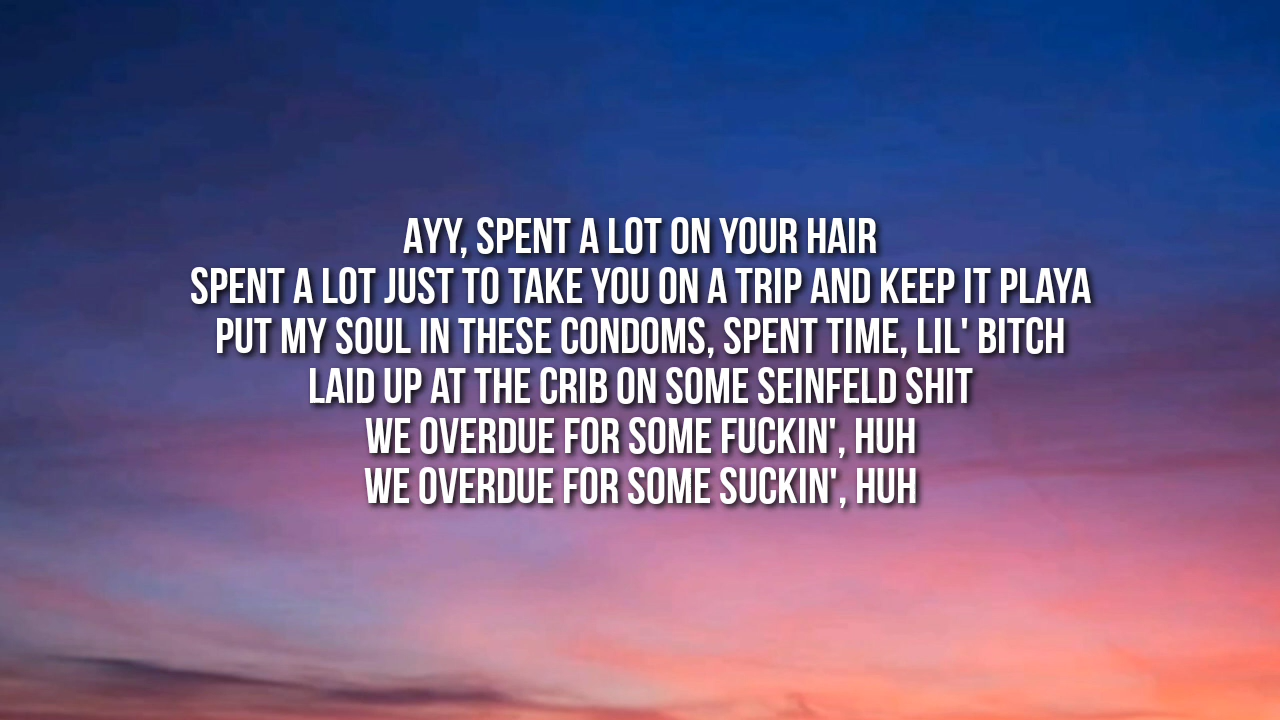 AYY, SPENT A LOT ON YOUR HAIR
SPENT A LOT JUST TO TAKE YOU ON A TRIP AND KEEP IT PLAYA
PUT MY SOUL IN THESE CONDOMS, SPENT TIME, LIL' BITCH
LAID UP AT THE CRIB ON SOME SEINFELD SHIT
WE OVERDUE FOR SOME FUCKIN', HUH
WE OVERDUE FOR SOME SUCKIN', HUH